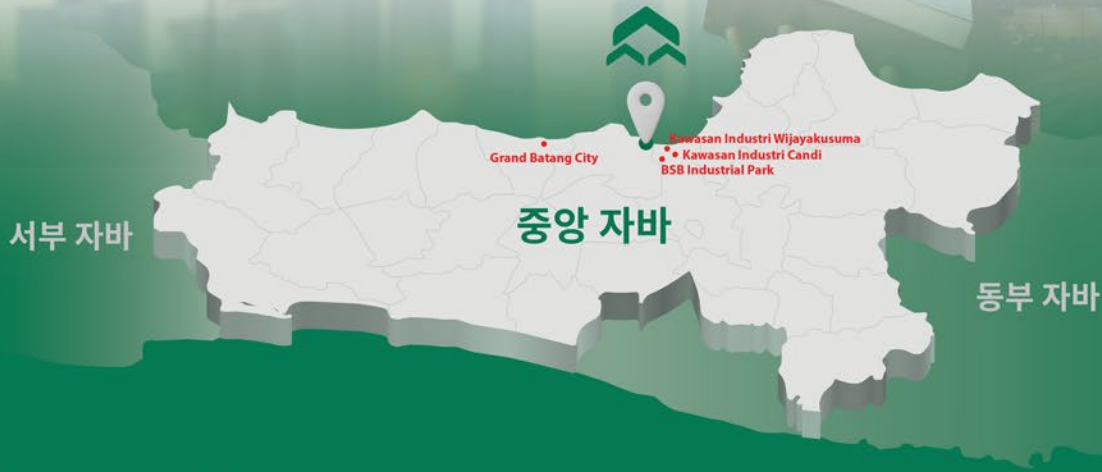 Kawasan Industri Wijayakusuma
Grand Batang City
Kawasan Industri Candi
BSB Industrial Park
중앙 자바
서부 자바
동부 자바